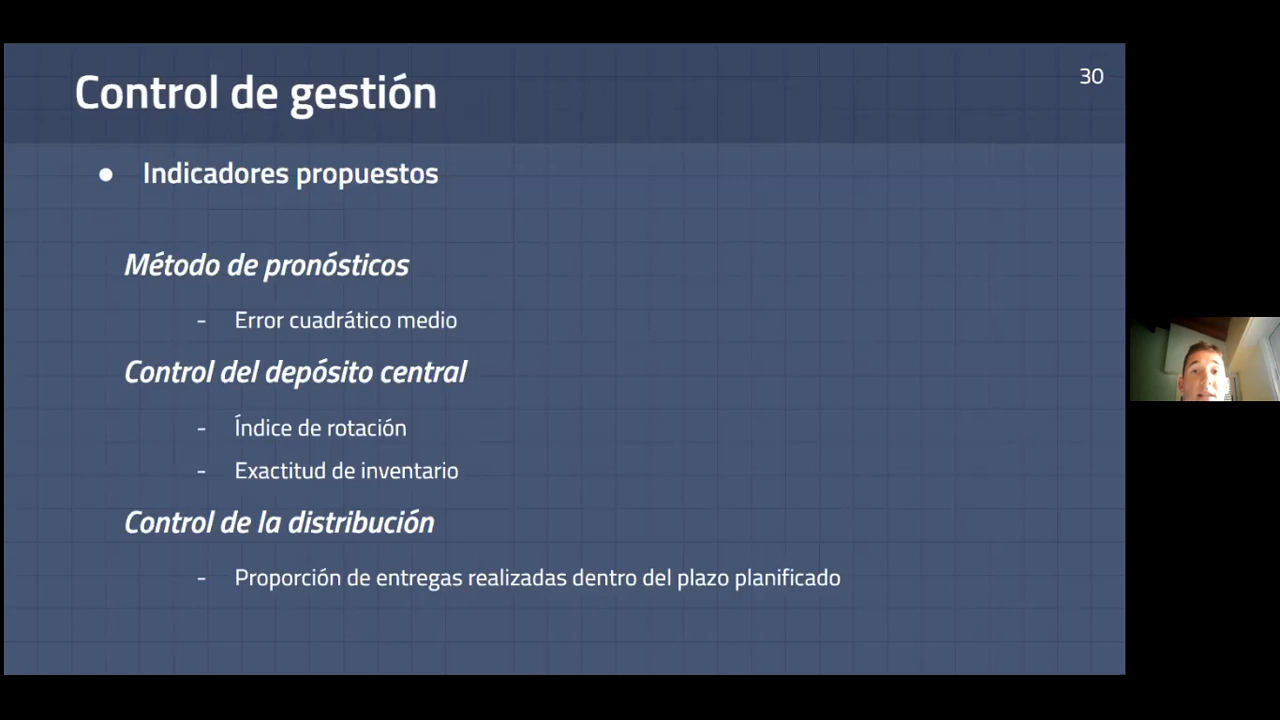 Control de gestión
30
● Indicadores propuestos
Método de pronósticos
- Error cuadrático medio
Control del depósito central
- Índice de rotación
- Exactitud de inventario
Control de la distribución
- Proporción de entregas realizadas dentro del plazo planificado